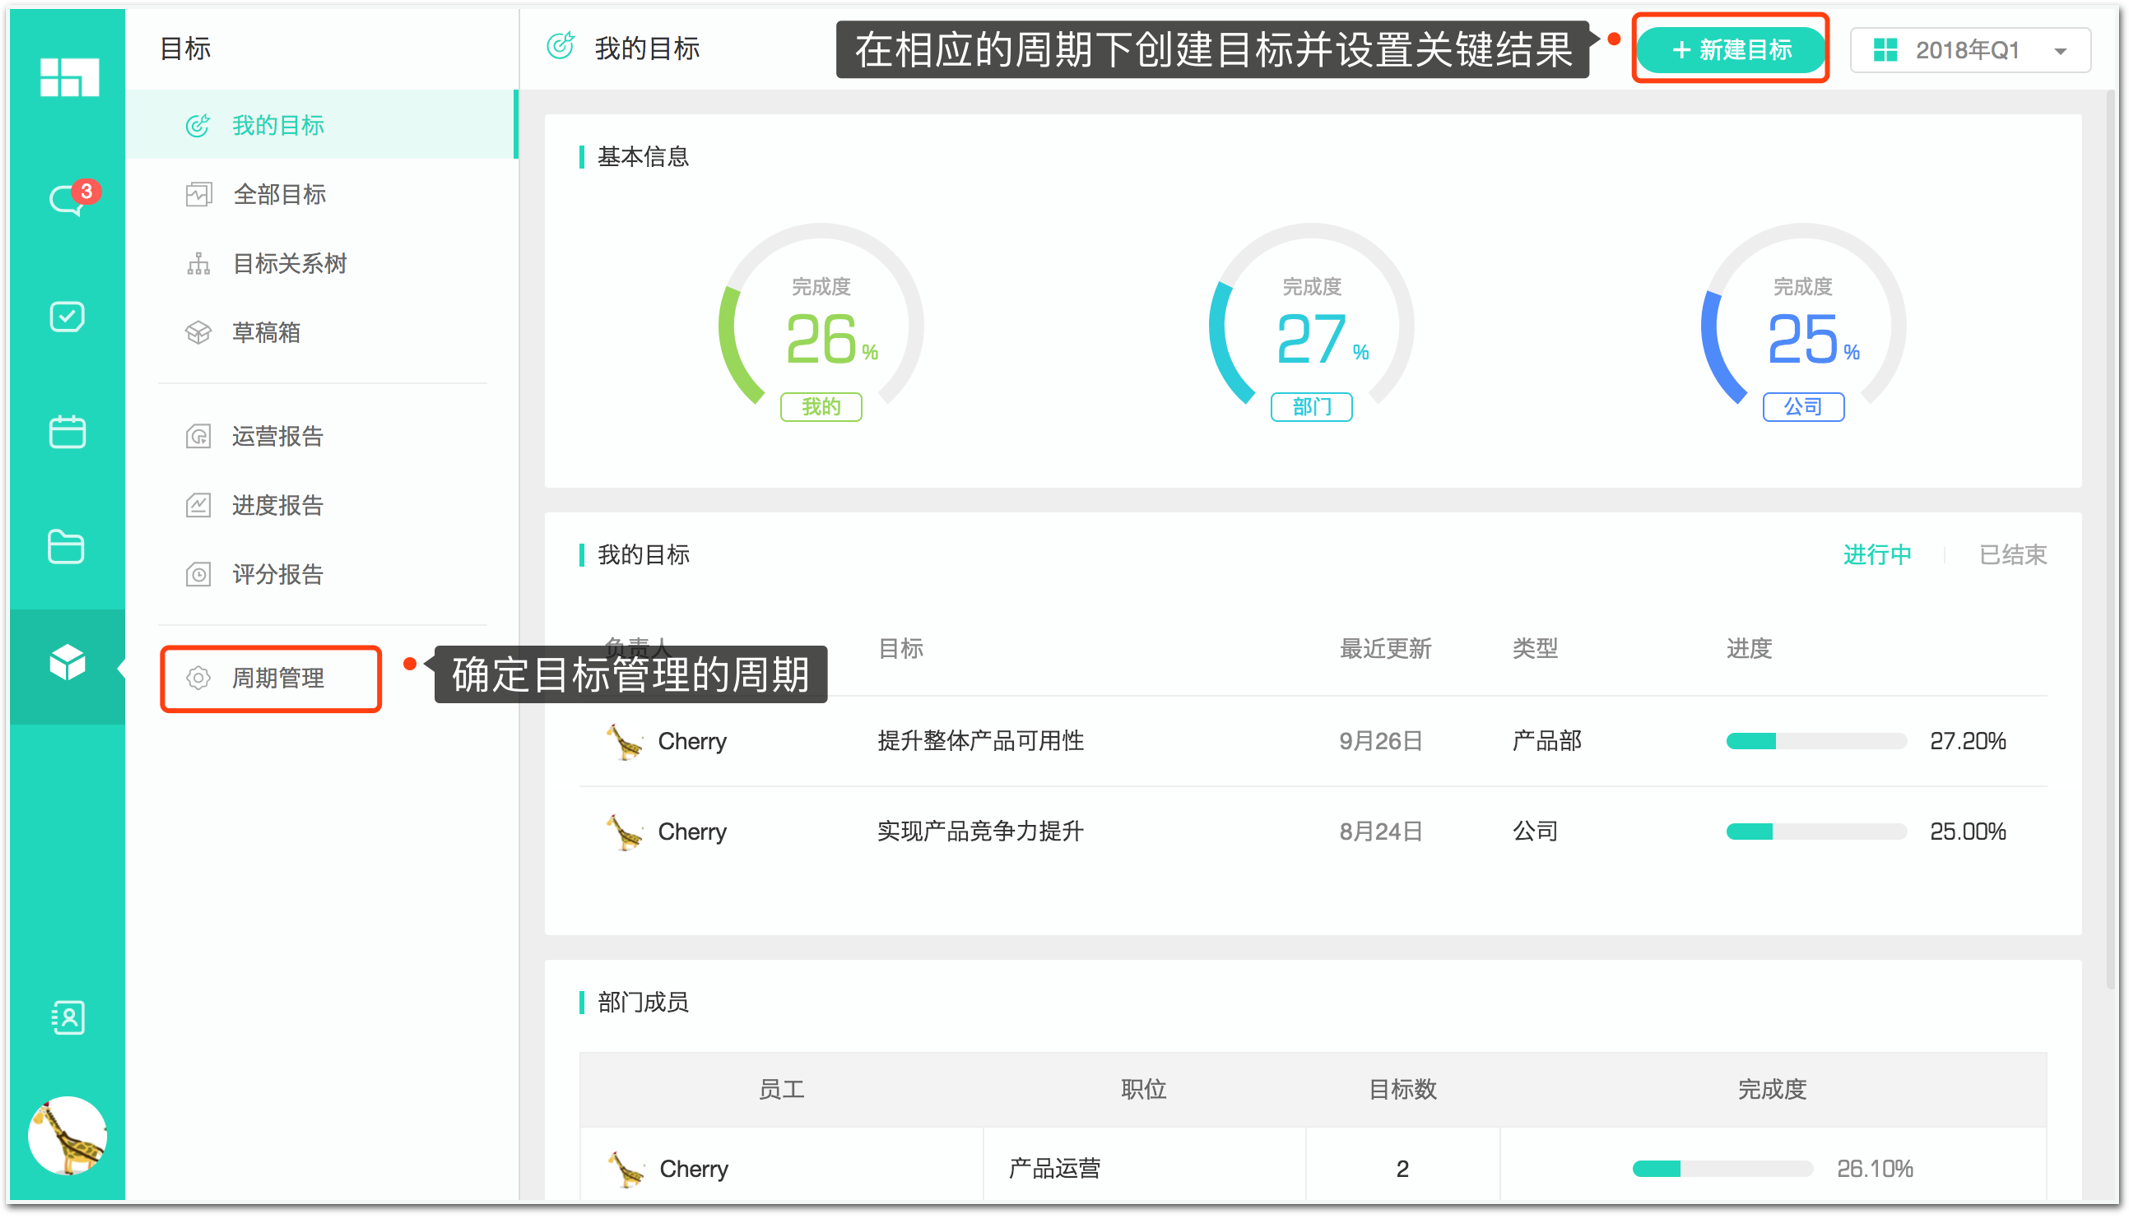 目标
我的目标
在相应的周期下创建目标并设置关键结果
+ 新建目标
2018年Q1
3
我的目标
全部目标
目标关系树
草稿箱
运营报告
进度报告
评分报告
周期管理
确定目标管理的周期
基本信息
完成度
26%
我的
完成度
27%
部门
完成度
25%
公司
我的目标
进行中
已结束
负责人 目标 最近更新 类型 进度
Cherry 提升整体产品可用性 9月26日 产品部 27.20%
Cherry 实现产品竞争力提升 8月24日 公司 25.00%
部门成员
员工 职位 目标数 完成度
Cherry 产品运营 2 26.10%